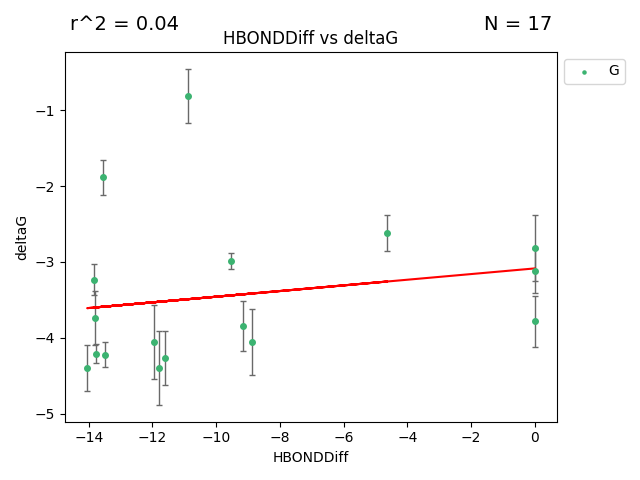 r^2 = 0.04
N = 17
HBONDDiff vs deltaG
G
deltaG
−1
−2
−3
−4
−5
−14
−12
−10
−8
−6
−4
−2
0
HBONDDiff